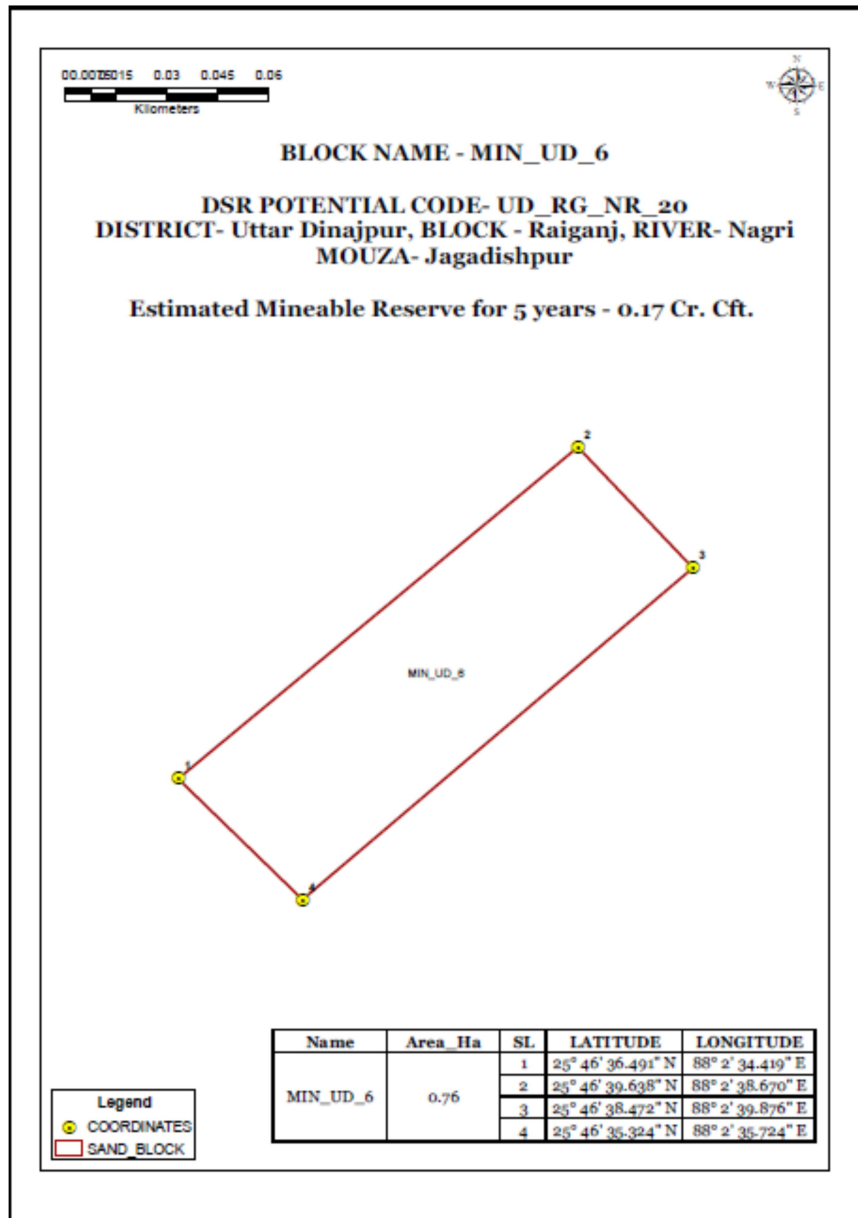 00.0075015 0.03 0.045 0.06
Kilometers
N
W E
S
BLOCK NAME - MIN_UD_6
DSR POTENTIAL CODE- UD_RG_NR_20
DISTRICT- Uttar Dinajpur, BLOCK - Raiganj, RIVER- Nagri
MOUZA- Jagadishpur
Estimated Mineable Reserve for 5 years - 0.17 Cr. Cft.
2
3
MIN_UD_6
1
4
Name Area_Ha SL LATITUDE LONGITUDE
MIN_UD_6 0.76 1 25° 46' 36.491" N 88° 2' 34.419" E
2 25° 46' 39.638" N 88° 2' 38.670" E
3 25° 46' 38.472" N 88° 2' 39.876" E
4 25° 46' 35.324" N 88° 2' 35.724" E
Legend
COORDINATES
SAND_BLOCK